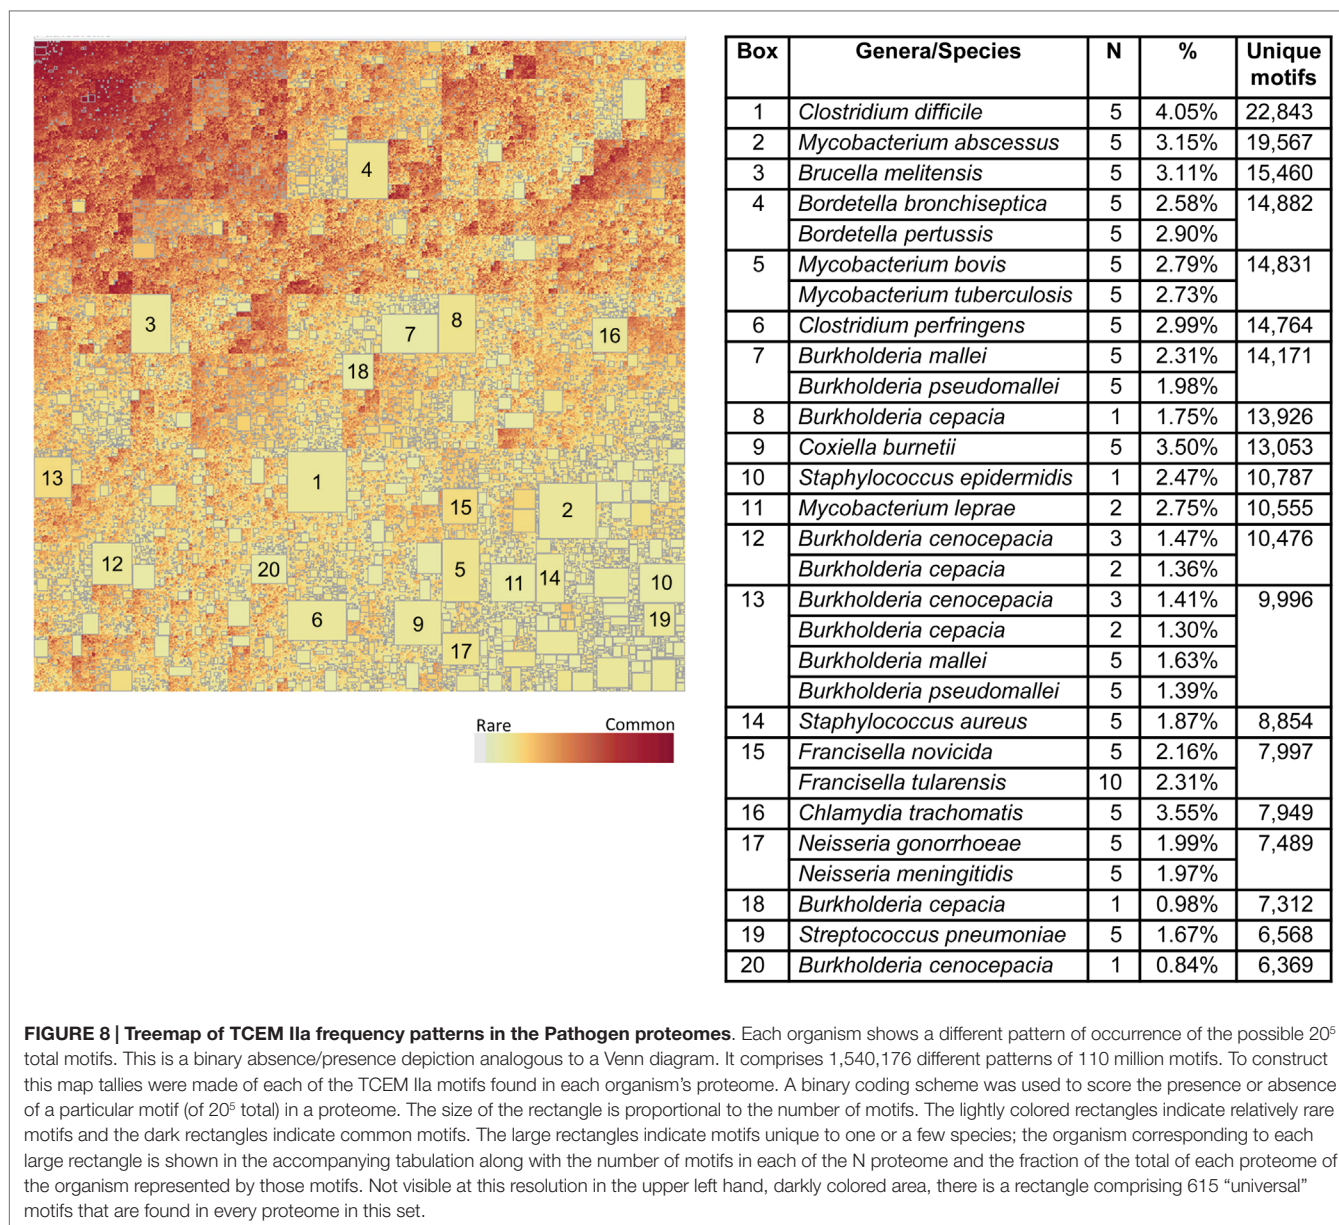 4
3
7
8
16
18
13
1
15
2
12
20
5
11
14
10
6
9
17
19
Rare Common
Box Genera/Species N % Unique motifs
1 Clostridium difficile 5 4.05% 22,843
2 Mycobacterium abscessus 5 3.15% 19,567
3 Brucella melitensis 5 3.11% 15,460
4 Bordetella bronchiseptica 5 2.58% 14,882
Bordetella pertussis 5 2.90%
5 Mycobacterium bovis 5 2.79% 14,831
Mycobacterium tuberculosis 5 2.73%
6 Clostridium perfringens 5 2.99% 14,764
7 Burkholderia mallei 5 2.31% 14,171
Burkholderia pseudomallei 5 1.98%
8 Burkholderia cepacia 1 1.75% 13,926
9 Coxiella burnetii 5 3.50% 13,053
10 Staphylococcus epidermidis 1 2.47% 10,787
11 Mycobacterium leprae 2 2.75% 10,555
12 Burkholderia cenocepacia 3 1.47% 10,476
Burkholderia cepacia 2 1.36%
13 Burkholderia cenocepacia 3 1.41% 9,996
Burkholderia cepacia 2 1.30%
Burkholderia mallei 5 1.63%
Burkholderia pseudomallei 5 1.39%
14 Staphylococcus aureus 5 1.87% 8,854
15 Francisella novicida 5 2.16% 7,997
Francisella tularensis 10 2.31%
16 Chlamydia trachomatis 5 3.55% 7,949
17 Neisseria gonorrhoeae 5 1.99% 7,489
Neisseria meningitidis 5 1.97%
18 Burkholderia cepacia 1 0.98% 7,312
19 Streptococcus pneumoniae 5 1.67% 6,568
20 Burkholderia cenocepacia 1 0.84% 6,369
FIGURE 8 | Treemap of TCEM IIa frequency patterns in the Pathogen proteomes. Each organism shows a different pattern of occurrence of the possible 20⁵
total motifs. This is a binary absence/presence depiction analogous to a Venn diagram. It comprises 1,540,176 different patterns of 110 million motifs. To construct
this map tallies were made of each of the TCEM IIa motifs found in each organism's proteome. A binary coding scheme was used to score the presence or absence
of a particular motif (of 20⁵ total) in a proteome. The size of the rectangle is proportional to the number of motifs. The lightly colored rectangles indicate relatively rare
motifs and the dark rectangles indicate common motifs. The large rectangles indicate motifs unique to one or a few species; the organism corresponding to each
large rectangle is shown in the accompanying tabulation along with the number of motifs in each of the N proteome and the fraction of the total of each proteome of
the organism represented by those motifs. Not visible at this resolution in the upper left hand, darkly colored area, there is a rectangle comprising 615 "universal"
motifs that are found in every proteome in this set.